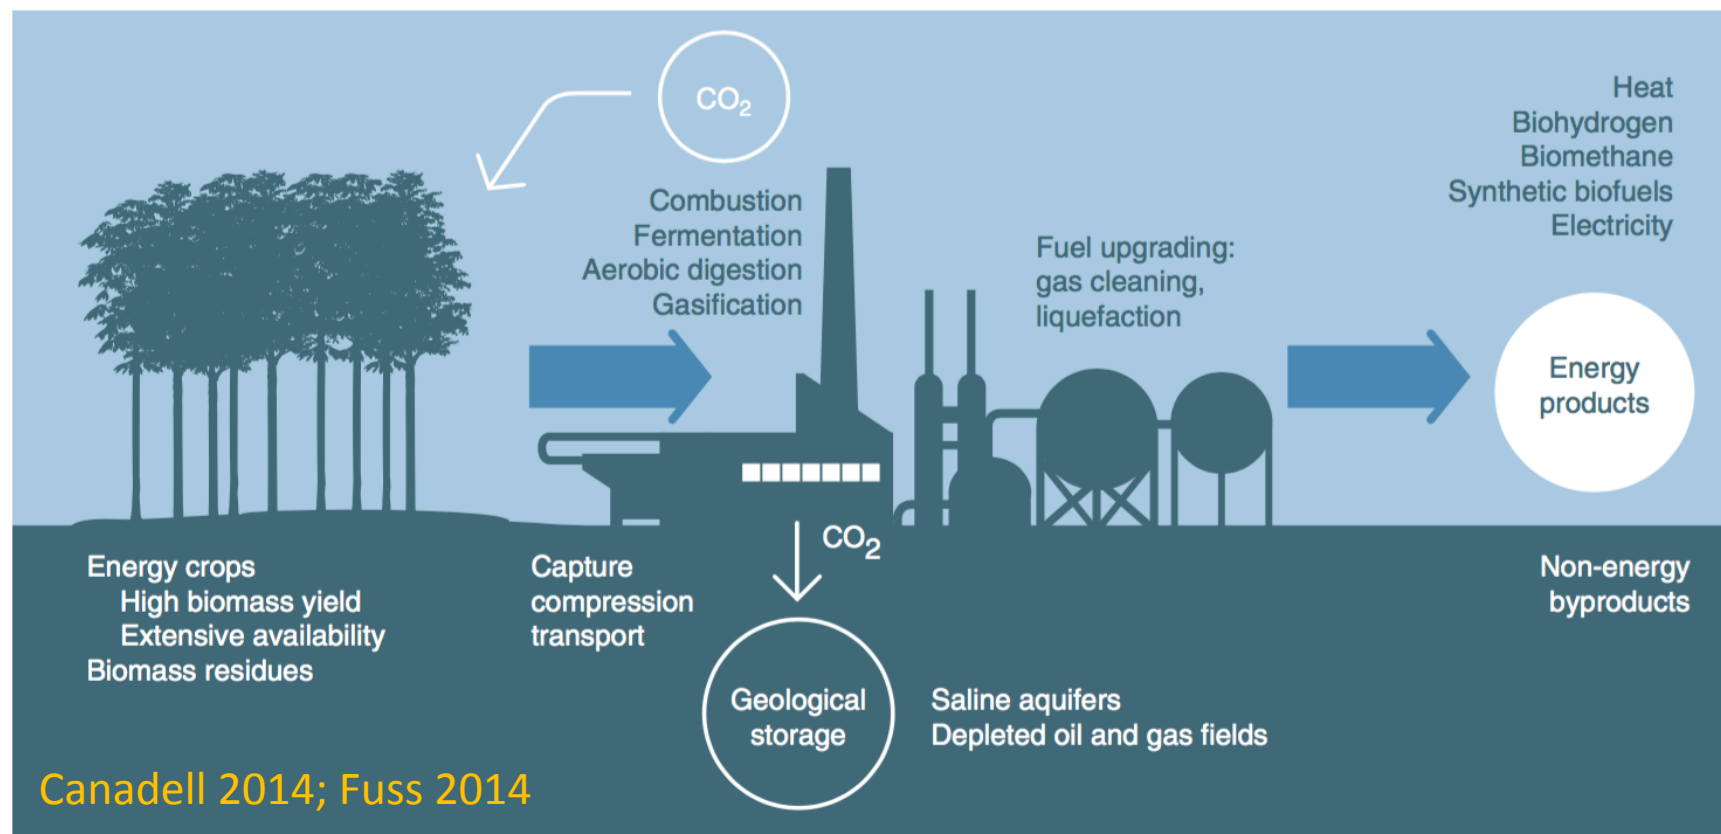 CO₂
Combustion
Fermentation
Aerobic digestion
Gasification
Fuel upgrading:
gas cleaning,
liquefaction
Heat
Biohydrogen
Biomethane
Synthetic biofuels
Electricity
Energy
products
Energy crops
High biomass yield
Extensive availability
Biomass residues
Capture
compression
transport
CO₂
Geological
storage
Saline aquifers
Depleted oil and gas fields
Non-energy
byproducts
Canadell 2014; Fuss 2014